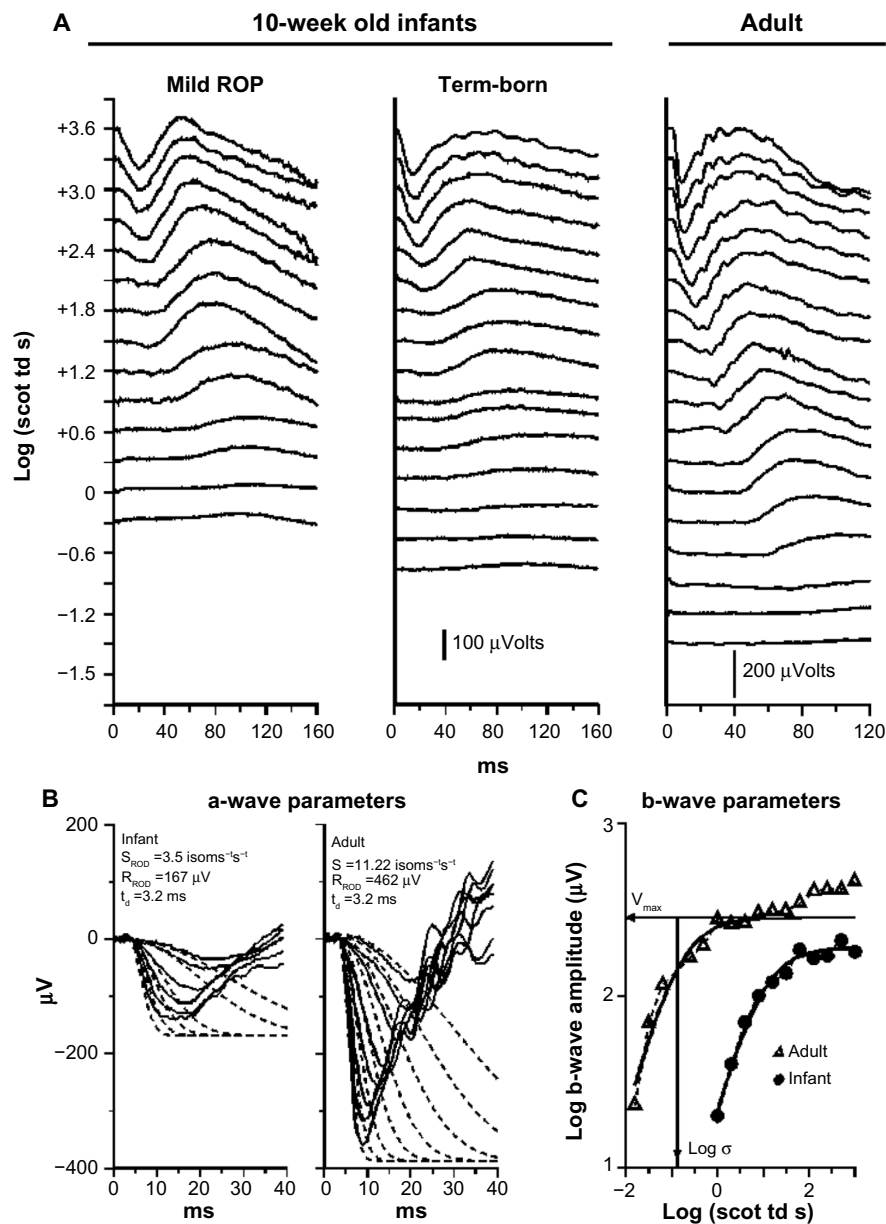 A
10-week old infants
Adult
Mild ROP
Term-born
Log (scot td s)
+3.6
+3.0
+2.4
+1.8
+1.2
+0.6
0
−0.6
−1.2
−1.5
100 μVolts
200 μVolts
0 40 80 120 160
0 40 80 120 160
0 40 80 120
ms
B
a-wave parameters
μV
200
0
−200
−400
Infant
S_ROD =3.5 isoms⁻ᵗs⁻ᵗ
R_ROD =167 μV
t_d =3.2 ms
Adult
S =11.22 isoms⁻ᵗs⁻ᵗ
R_ROD =462 μV
t_d =3.2 ms
0 10 20 30 40
0 10 20 30 40
ms
ms
C
b-wave parameters
Log b-wave amplitude (μV)
3
2
1
V_max
Adult
Infant
Log σ
−2 0 2
Log (scot td s)